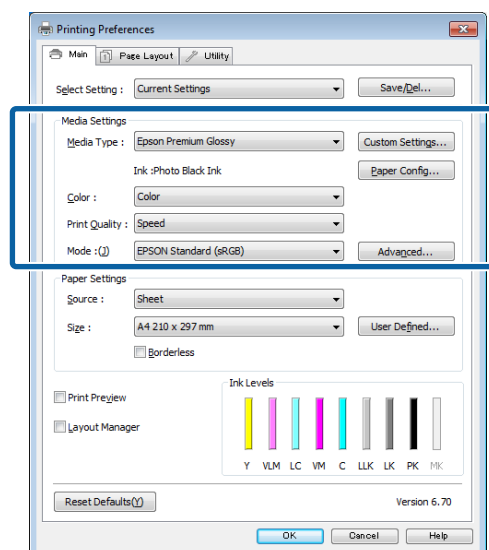 Printing Preferences
Main Page Layout Utility
Select Setting : Current Settings Save/Del...
Media Settings
Media Type : Epson Premium Glossy Custom Settings...
Ink :Photo Black Ink Paper Config...
Color : Color
Print Quality : Speed
Mode :(J) EPSON Standard (sRGB) Advanced...
Paper Settings
Source : Sheet
Size : A4 210 x 297 mm User Defined...
Borderless
Ink Levels
Print Preview
Layout Manager
Y VLM LC VM C LLK LK PK MK
Reset Defaults(Y) Version 6.70
OK Cancel Help